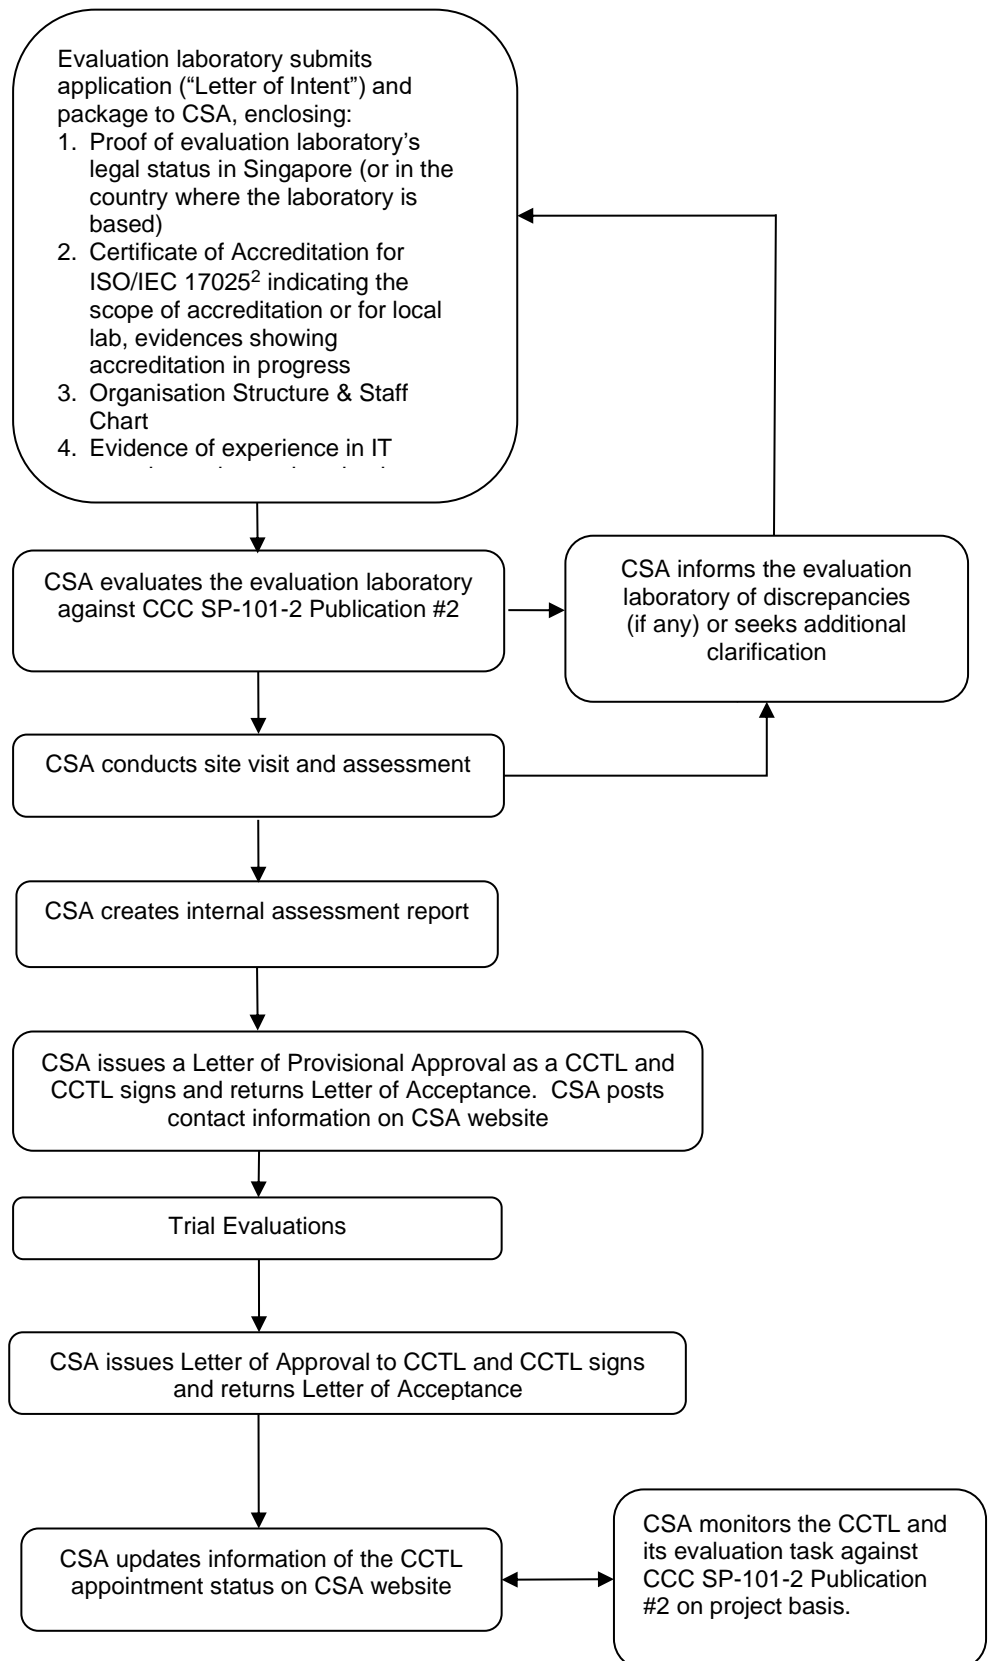 Evaluation laboratory submits
application (“Letter of Intent”) and
package to CSA, enclosing:
1. Proof of evaluation laboratory’s
legal status in Singapore (or in the
country where the laboratory is
based)
2. Certificate of Accreditation for
ISO/IEC 17025² indicating the
scope of accreditation or for local
lab, evidences showing
accreditation in progress
3. Organisation Structure & Staff
Chart
4. Evidence of experience in IT
CSA evaluates the evaluation laboratory
against CCC SP-101-2 Publication #2
CSA informs the evaluation
laboratory of discrepancies
(if any) or seeks additional
clarification
CSA conducts site visit and assessment
CSA creates internal assessment report
CSA issues a Letter of Provisional Approval as a CCTL and
CCTL signs and returns Letter of Acceptance.  CSA posts
contact information on CSA website
Trial Evaluations
CSA issues Letter of Approval to CCTL and CCTL signs
and returns Letter of Acceptance
CSA updates information of the CCTL
appointment status on CSA website
CSA monitors the CCTL and
its evaluation task against
CCC SP-101-2 Publication
#2 on project basis.